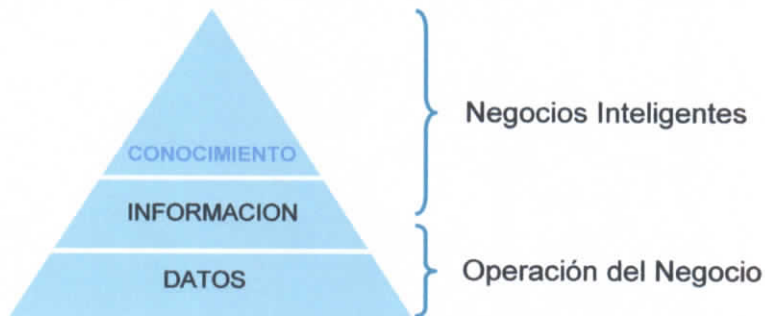 Negocios Inteligentes
CONOCIMIENTO
INFORMACION
DATOS
Operación del Negocio